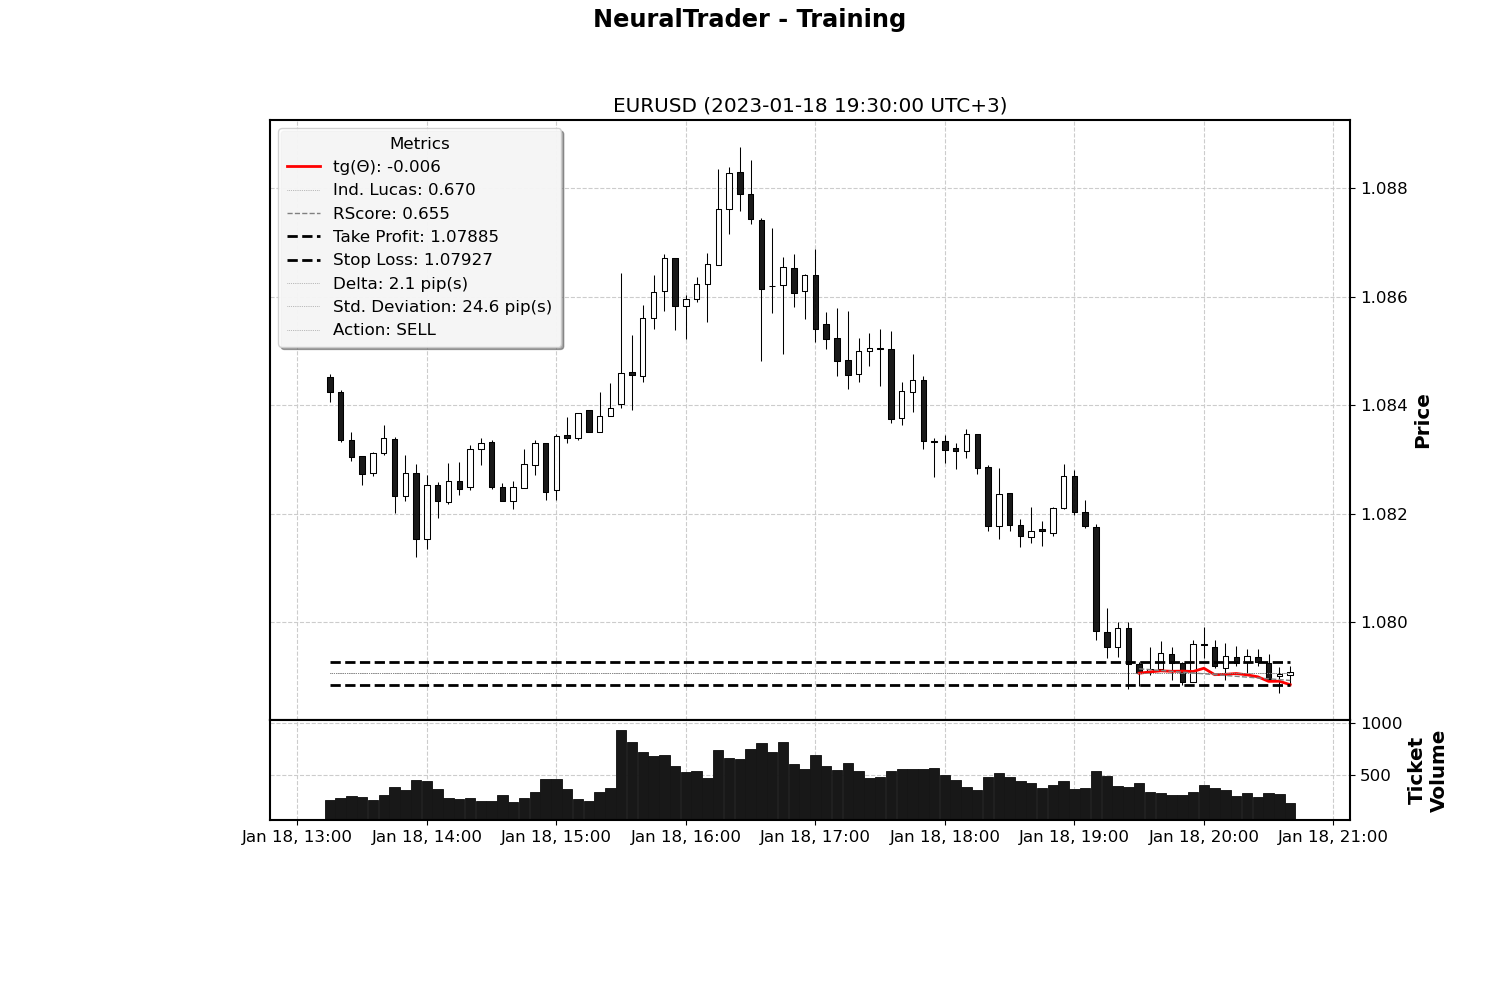 NeuralTrader - Training
EURUSD (2023-01-18 19:30:00 UTC+3)
Metrics
tg(Θ): -0.006
Ind. Lucas: 0.670
RScore: 0.655
Take Profit: 1.07885
Stop Loss: 1.07927
Delta: 2.1 pip(s)
Std. Deviation: 24.6 pip(s)
Action: SELL
1.088
1.086
1.084
1.082
1.080
Price
1000
500
Ticket
Volume
Jan 18, 13:00 Jan 18, 14:00 Jan 18, 15:00 Jan 18, 16:00 Jan 18, 17:00 Jan 18, 18:00 Jan 18, 19:00 Jan 18, 20:00 Jan 18, 21:00